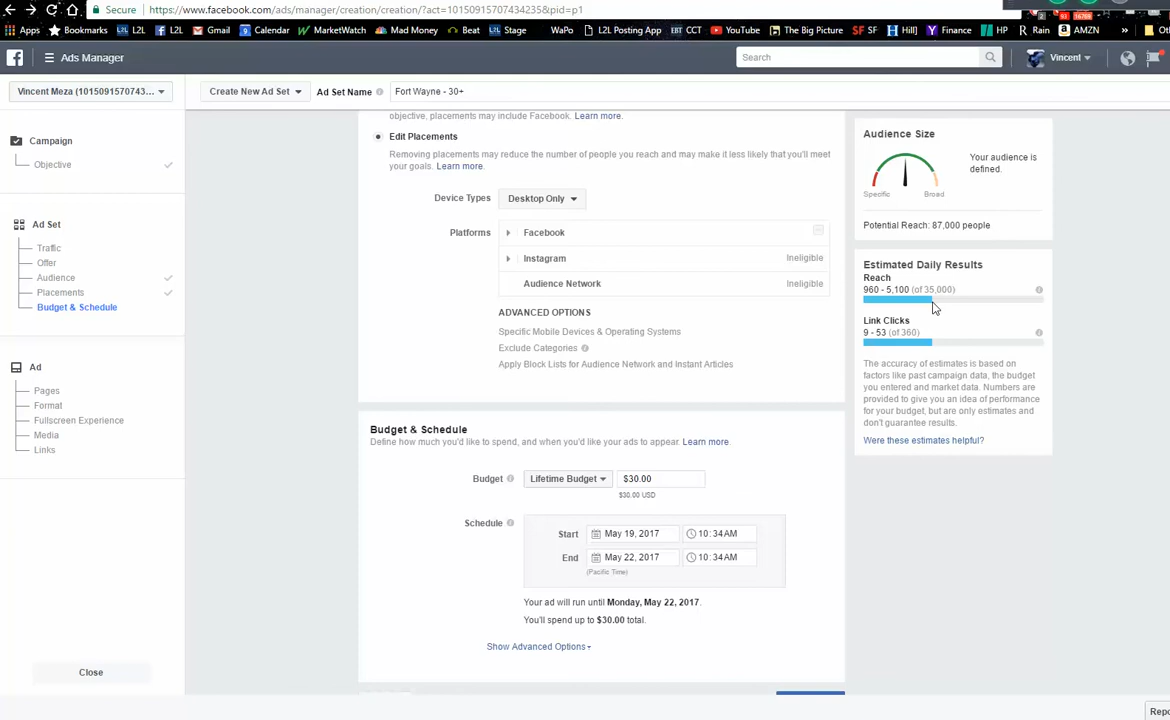 Secure https://www.facebook.com/ads/manager/creation/creation/?act=10150915707434235&pid=p1
Apps Bookmarks L2L L2L Gmail Calendar MarketWatch Mad Money Beat L2L Stage WaPo L2L Posting App EBT CCT YouTube The Big Picture SF SF Hill] Finance HP Rain AMZN »
Ads Manager Search Vincent
Vincent Meza (1015091570743... Create New Ad Set Ad Set Name Fort Wayne - 30+
Campaign
Objective
Ad Set
Traffic
Offer
Audience
Placements
Budget & Schedule
Ad
Pages
Format
Fullscreen Experience
Media
Links
Close
objective, placements may include Facebook. Learn more.
Edit Placements
Removing placements may reduce the number of people you reach and may make it less likely that you'll meet
your goals. Learn more.
Device Types Desktop Only
Platforms Facebook
Instagram Ineligible
Audience Network Ineligible
ADVANCED OPTIONS
Specific Mobile Devices & Operating Systems
Exclude Categories
Apply Block Lists for Audience Network and Instant Articles
Budget & Schedule
Define how much you'd like to spend, and when you'd like your ads to appear. Learn more.
Budget Lifetime Budget $30.00
$30.00 USD
Schedule
Start May 19, 2017 10:34AM
End May 22, 2017 10:34AM
(Pacific Time)
Your ad will run until Monday, May 22, 2017.
You'll spend up to $30.00 total.
Show Advanced Options
Audience Size
Your audience is
defined.
Specific Broad
Potential Reach: 87,000 people
Estimated Daily Results
Reach
960 - 5,100 (of 35,000)
Link Clicks
9 - 53 (of 360)
The accuracy of estimates is based on
factors like past campaign data, the budget
you entered and market data. Numbers are
provided to give you an idea of performance
for your budget, but are only estimates and
don't guarantee results.
Were these estimates helpful?